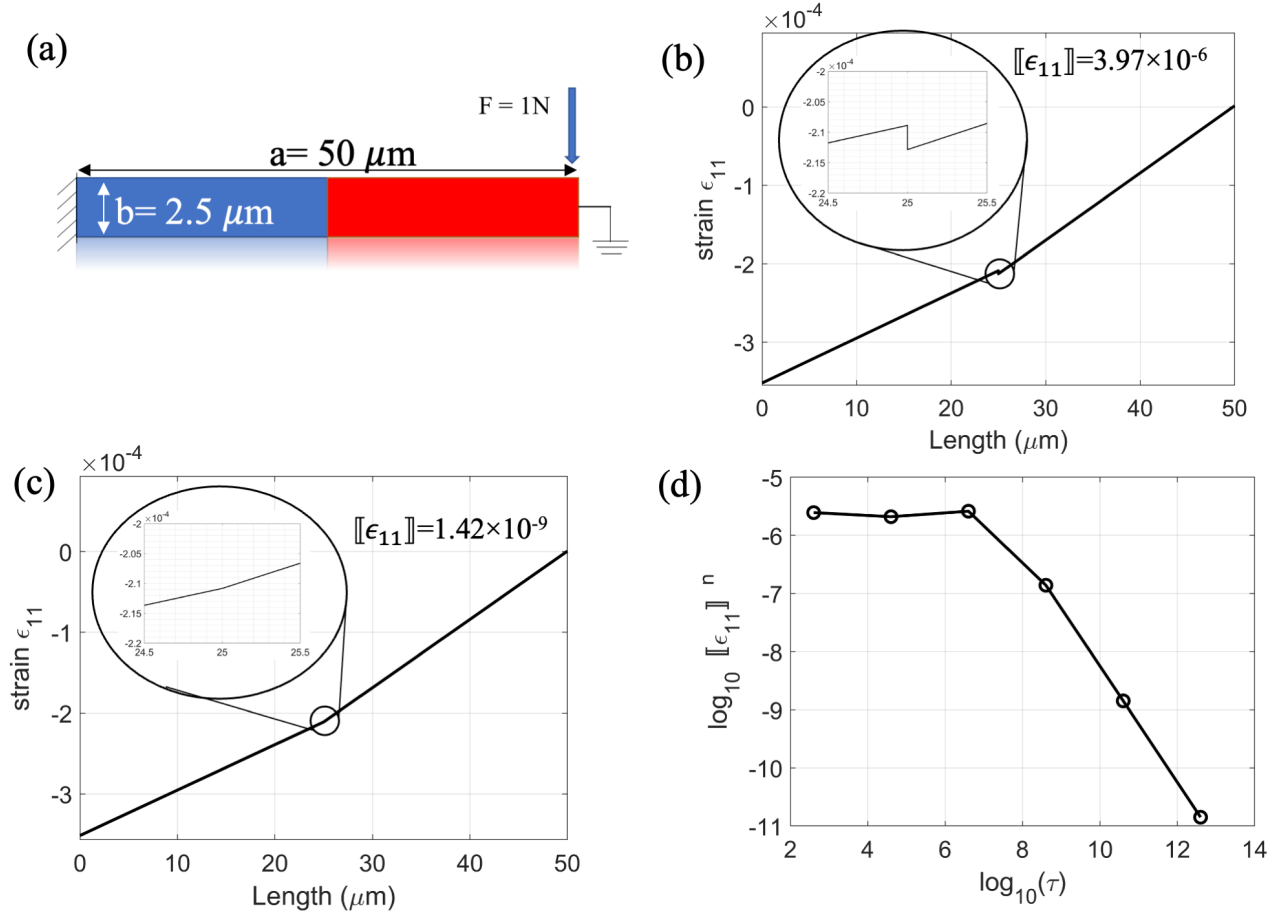 (a)
F = 1N
a= 50 μm
b= 2.5 μm
(b)
×10⁻⁴
⟦ϵ₁₁⟧=3.97×10⁻⁶
×10⁻⁴
-2
-2.05
-2.1
-2.15
-2.2
24.5 25 25.5
0
-1
-2
-3
strain ϵ₁₁
0 10 20 30 40 50
Length (μm)
(c)
×10⁻⁴
⟦ϵ₁₁⟧=1.42×10⁻⁹
×10⁻⁴
-2
-2.05
-2.1
-2.15
-2.2
24.5 25 25.5
0
-1
-2
-3
strain ϵ₁₁
0 10 20 30 40 50
Length (μm)
(d)
-5
-6
-7
-8
-9
-10
-11
log₁₀ ⟦ϵ₁₁⟧ ⁿ
2 4 6 8 10 12 14
log₁₀(τ)